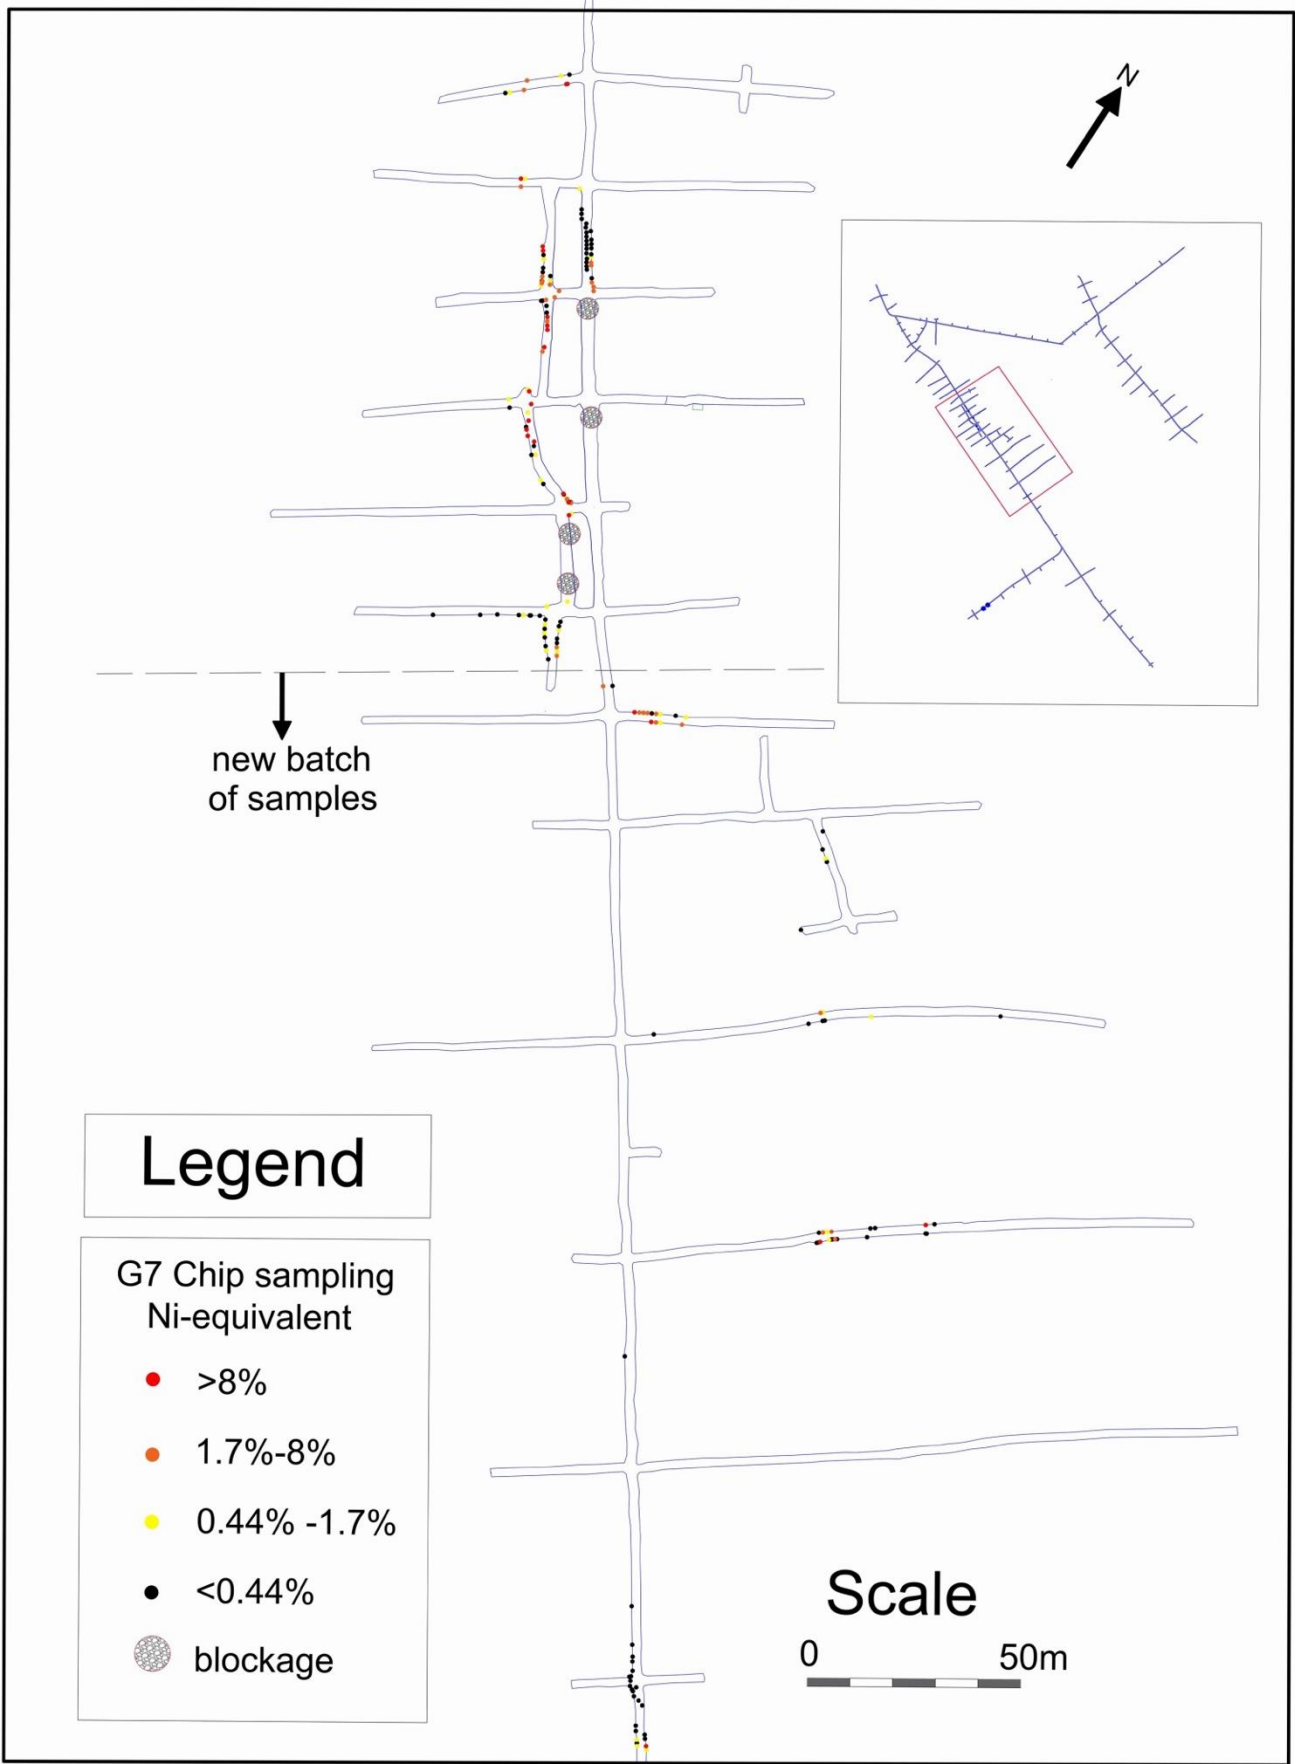 N
new batch
of samples
Legend
G7 Chip sampling
Ni-equivalent
>8%
1.7%-8%
0.44% -1.7%
<0.44%
blockage
Scale
0 50m